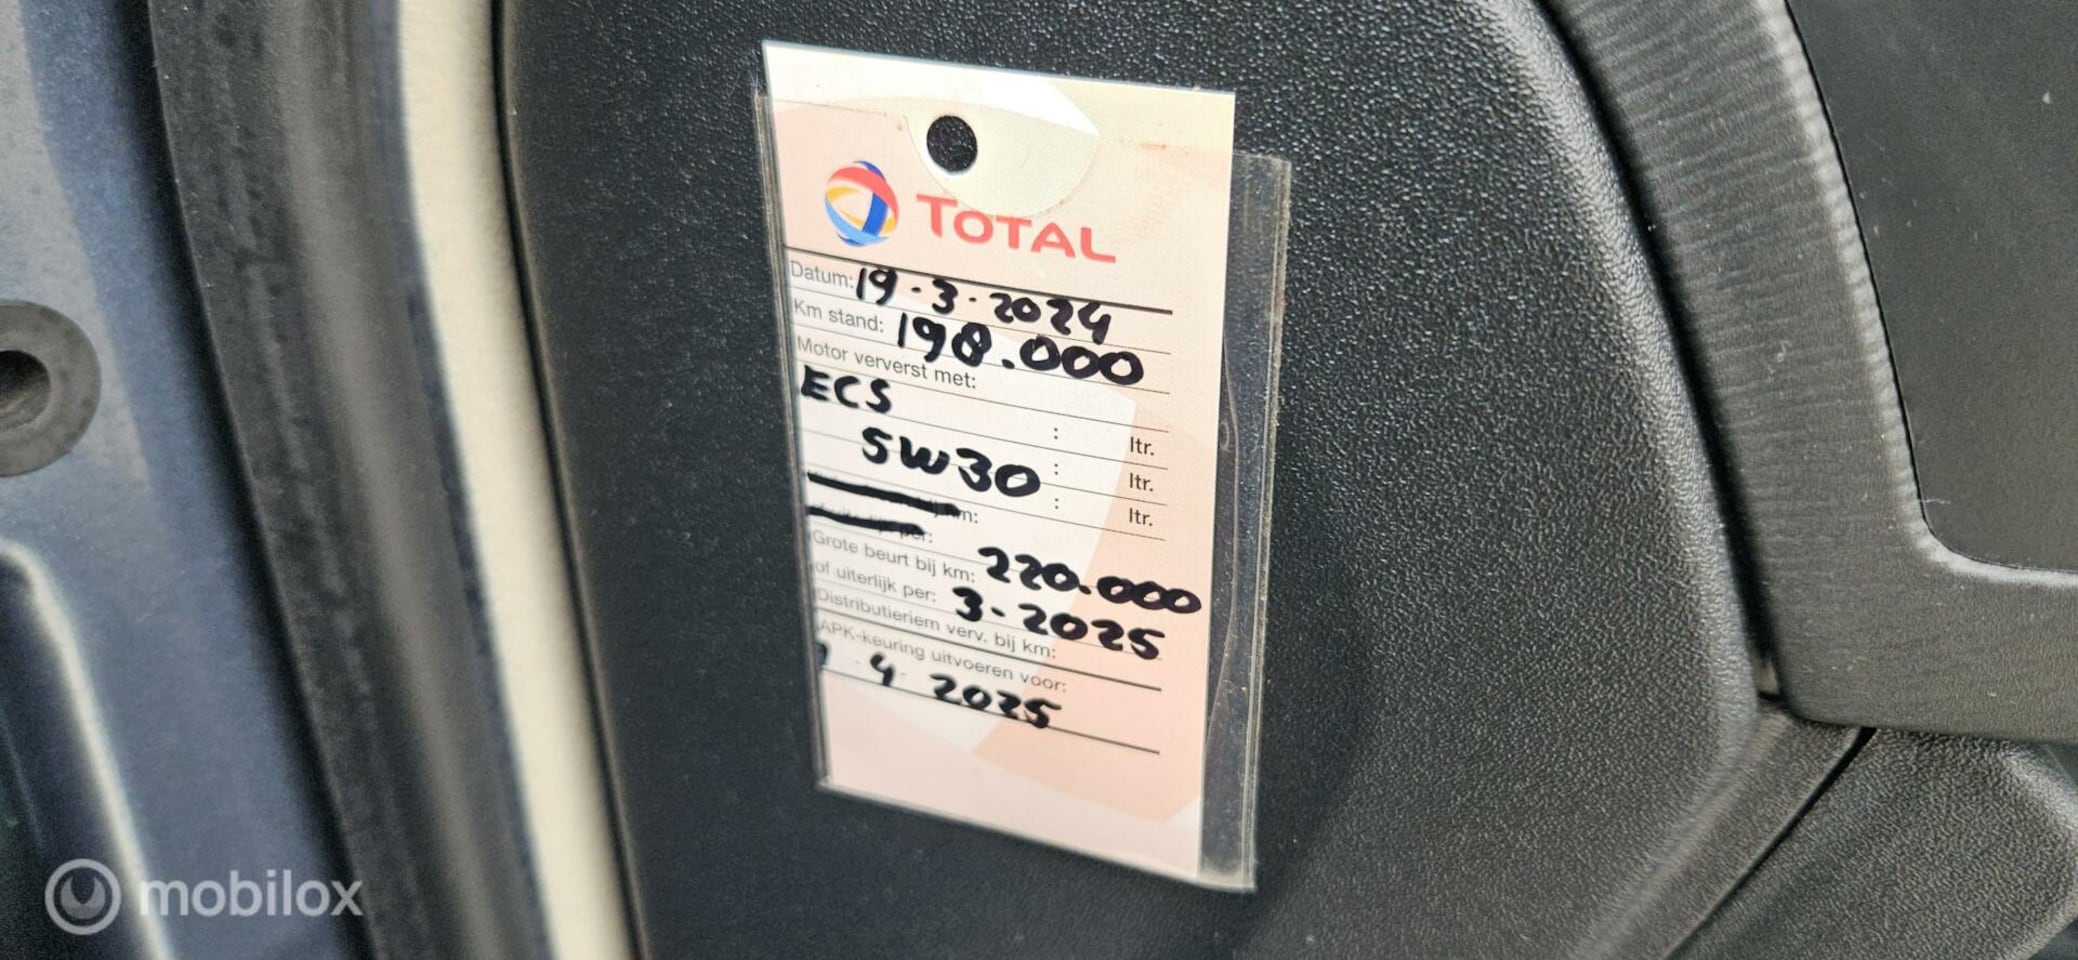 TOTAL
Datum: 19.3.2024
Km stand: 198.000
Motor ververst met:
ECS : ltr.
5W30 : ltr.
: ltr.
km:
per:
Grote beurt bij km: 220.000
of uiterlijk per: 3-2025
Distributieriem verv. bij km:
APK-keuring uitvoeren voor:
4 2025
mobilox